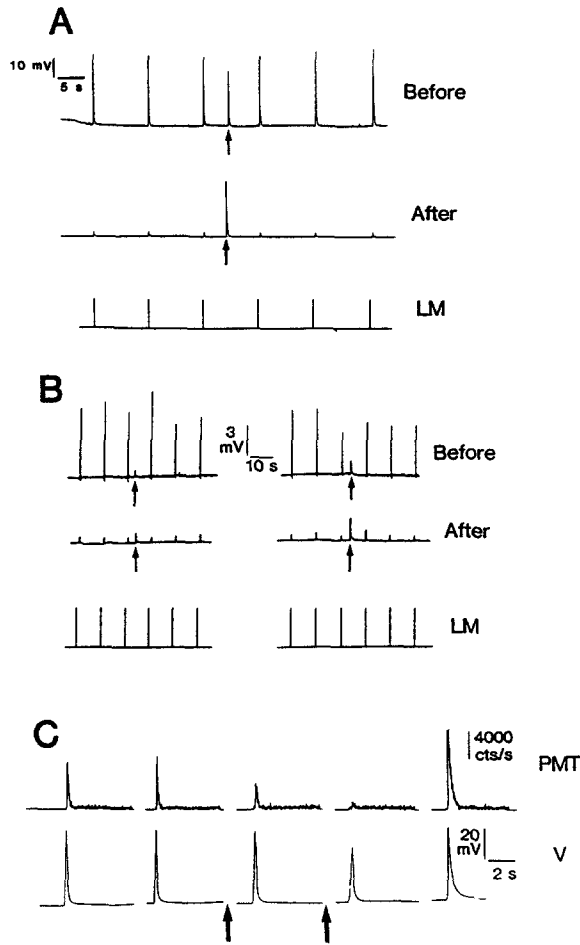 A
10 mV
5 s
Before
After
LM
B
3
mV
10 s
Before
After
LM
C
4000
cts/s
PMT
20
mV
2 s
V